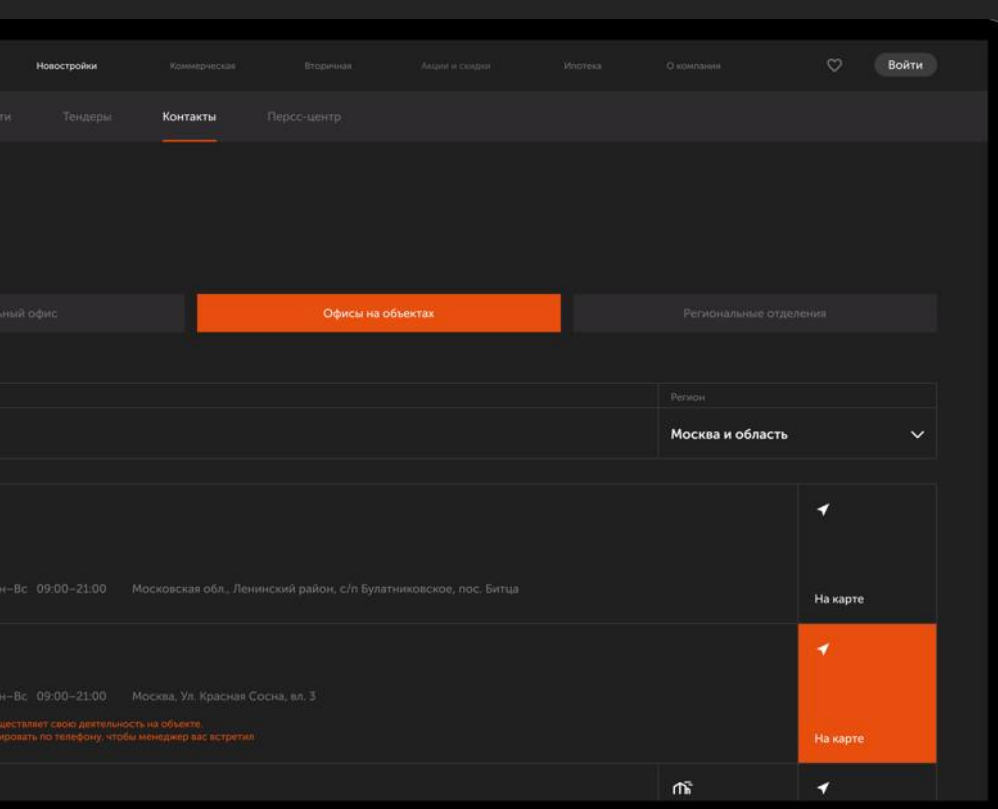 Новостройки Коммерческая Вторичная Акции и скидки Ипотека О компании Войти
Тендеры Контакты Персс-центр
офис Офисы на объектах Региональные отделения
Регион
Москва и область
09:00–21:00 Московская обл., Ленинский район, с/п Булатниковское, пос. Битца
На карте
09:00–21:00 Москва, Ул. Красная Сосна, вл. 3
свою деятельность на объекте.
по телефону, чтобы менеджер вас встретил
На карте